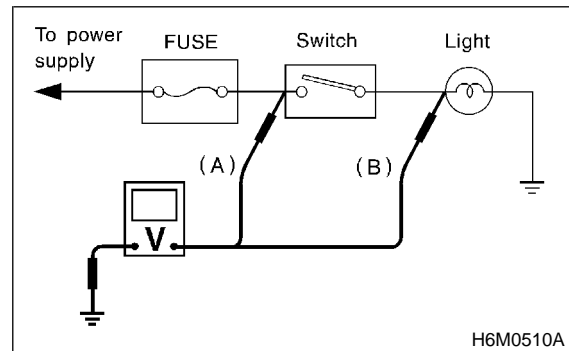 To power
supply
FUSE
Switch
Light
(A)
(B)
V
H6M0510A